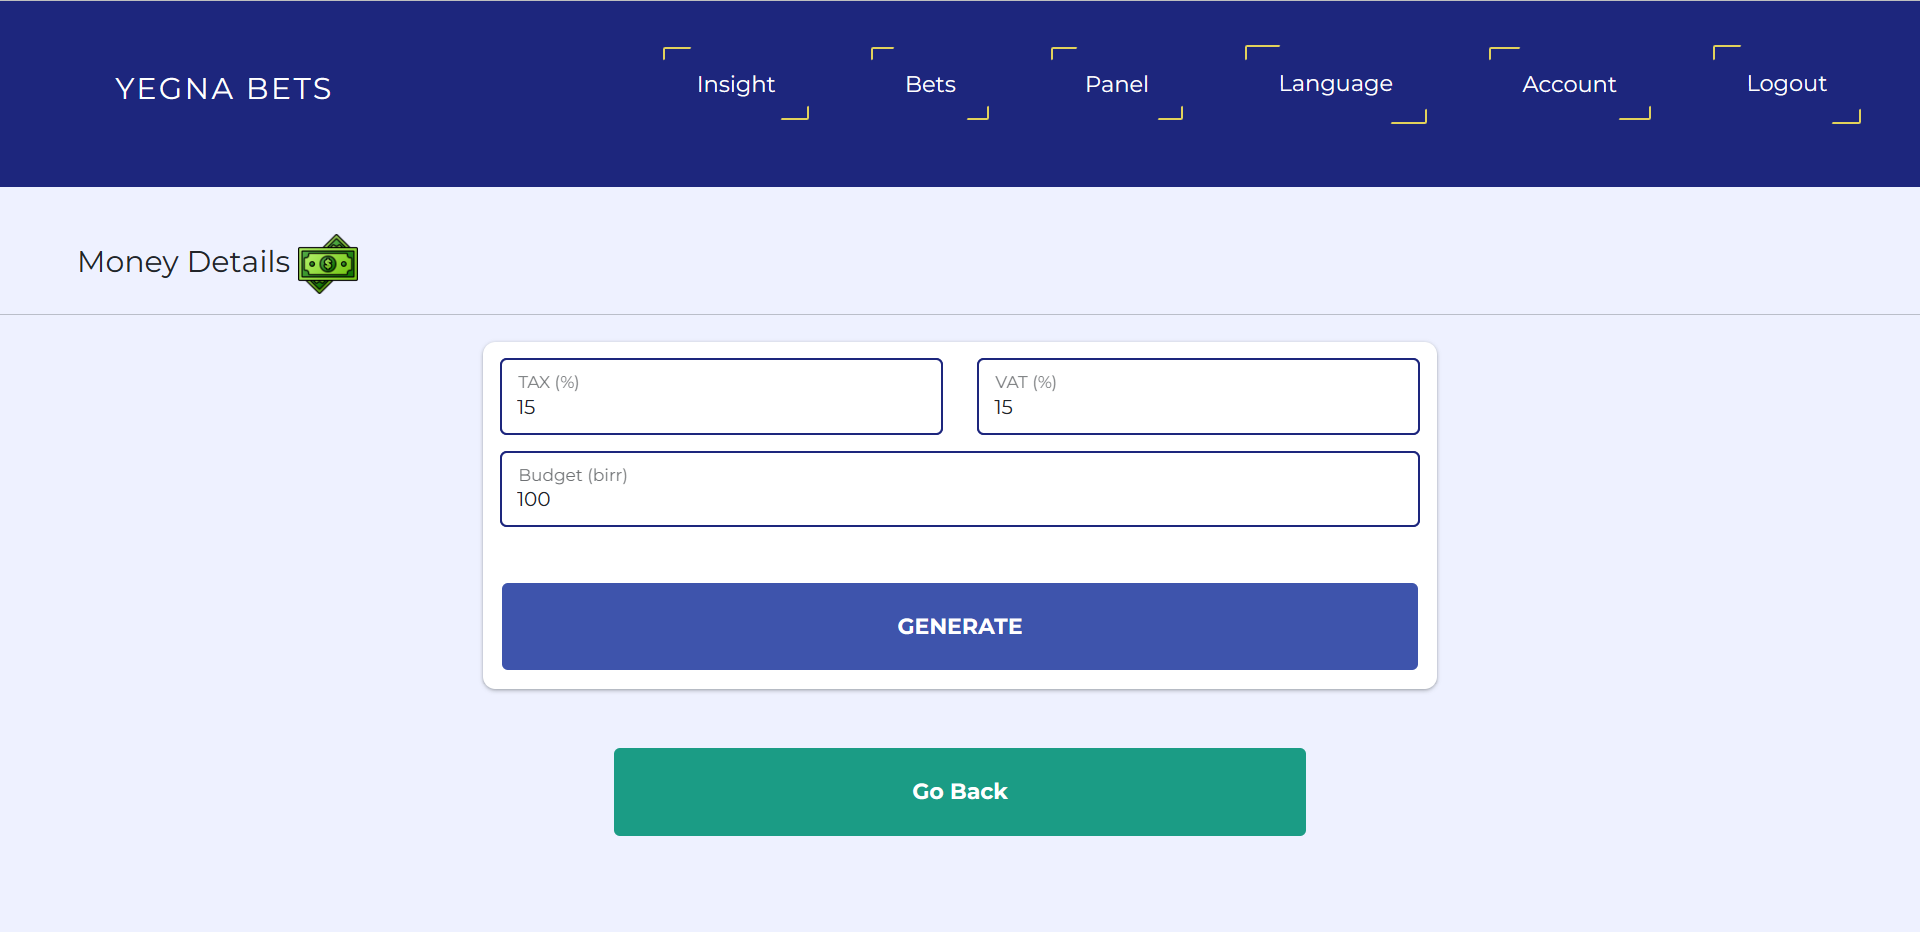 YEGNA BETS
Insight
Bets
Panel
Language
Account
Logout
Money Details
TAX (%)
15
VAT (%)
15
Budget (birr)
100
GENERATE
Go Back